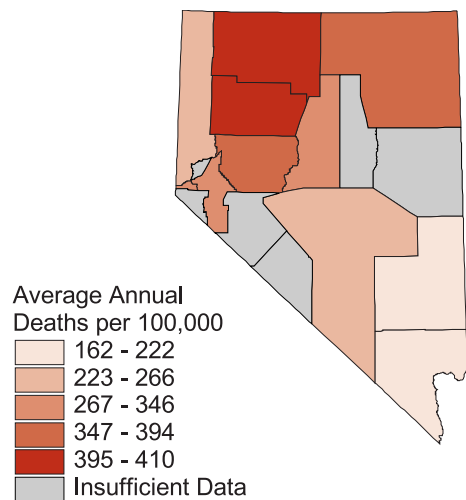 Average Annual
Deaths per 100,000
162 - 222
223 - 266
267 - 346
347 - 394
395 - 410
Insufficient Data